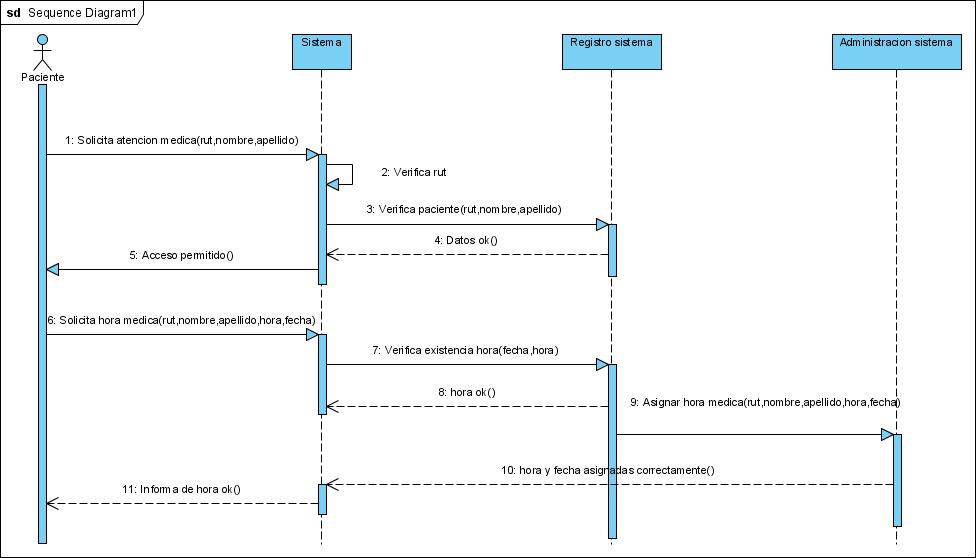 sd Sequence Diagram1
Paciente
Sistema
Registro sistema
Administracion sistema
1: Solicita atencion medica(rut,nombre,apellido)
2: Verifica rut
3: Verifica paciente(rut,nombre,apellido)
4: Datos ok()
5: Acceso permitido()
6: Solicita hora medica(rut,nombre,apellido,hora,fecha)
7: Verifica existencia hora(fecha,hora)
8: hora ok()
9: Asignar hora medica(rut,nombre,apellido,hora,fecha)
10: hora y fecha asignadas correctamente()
11: Informa de hora ok()